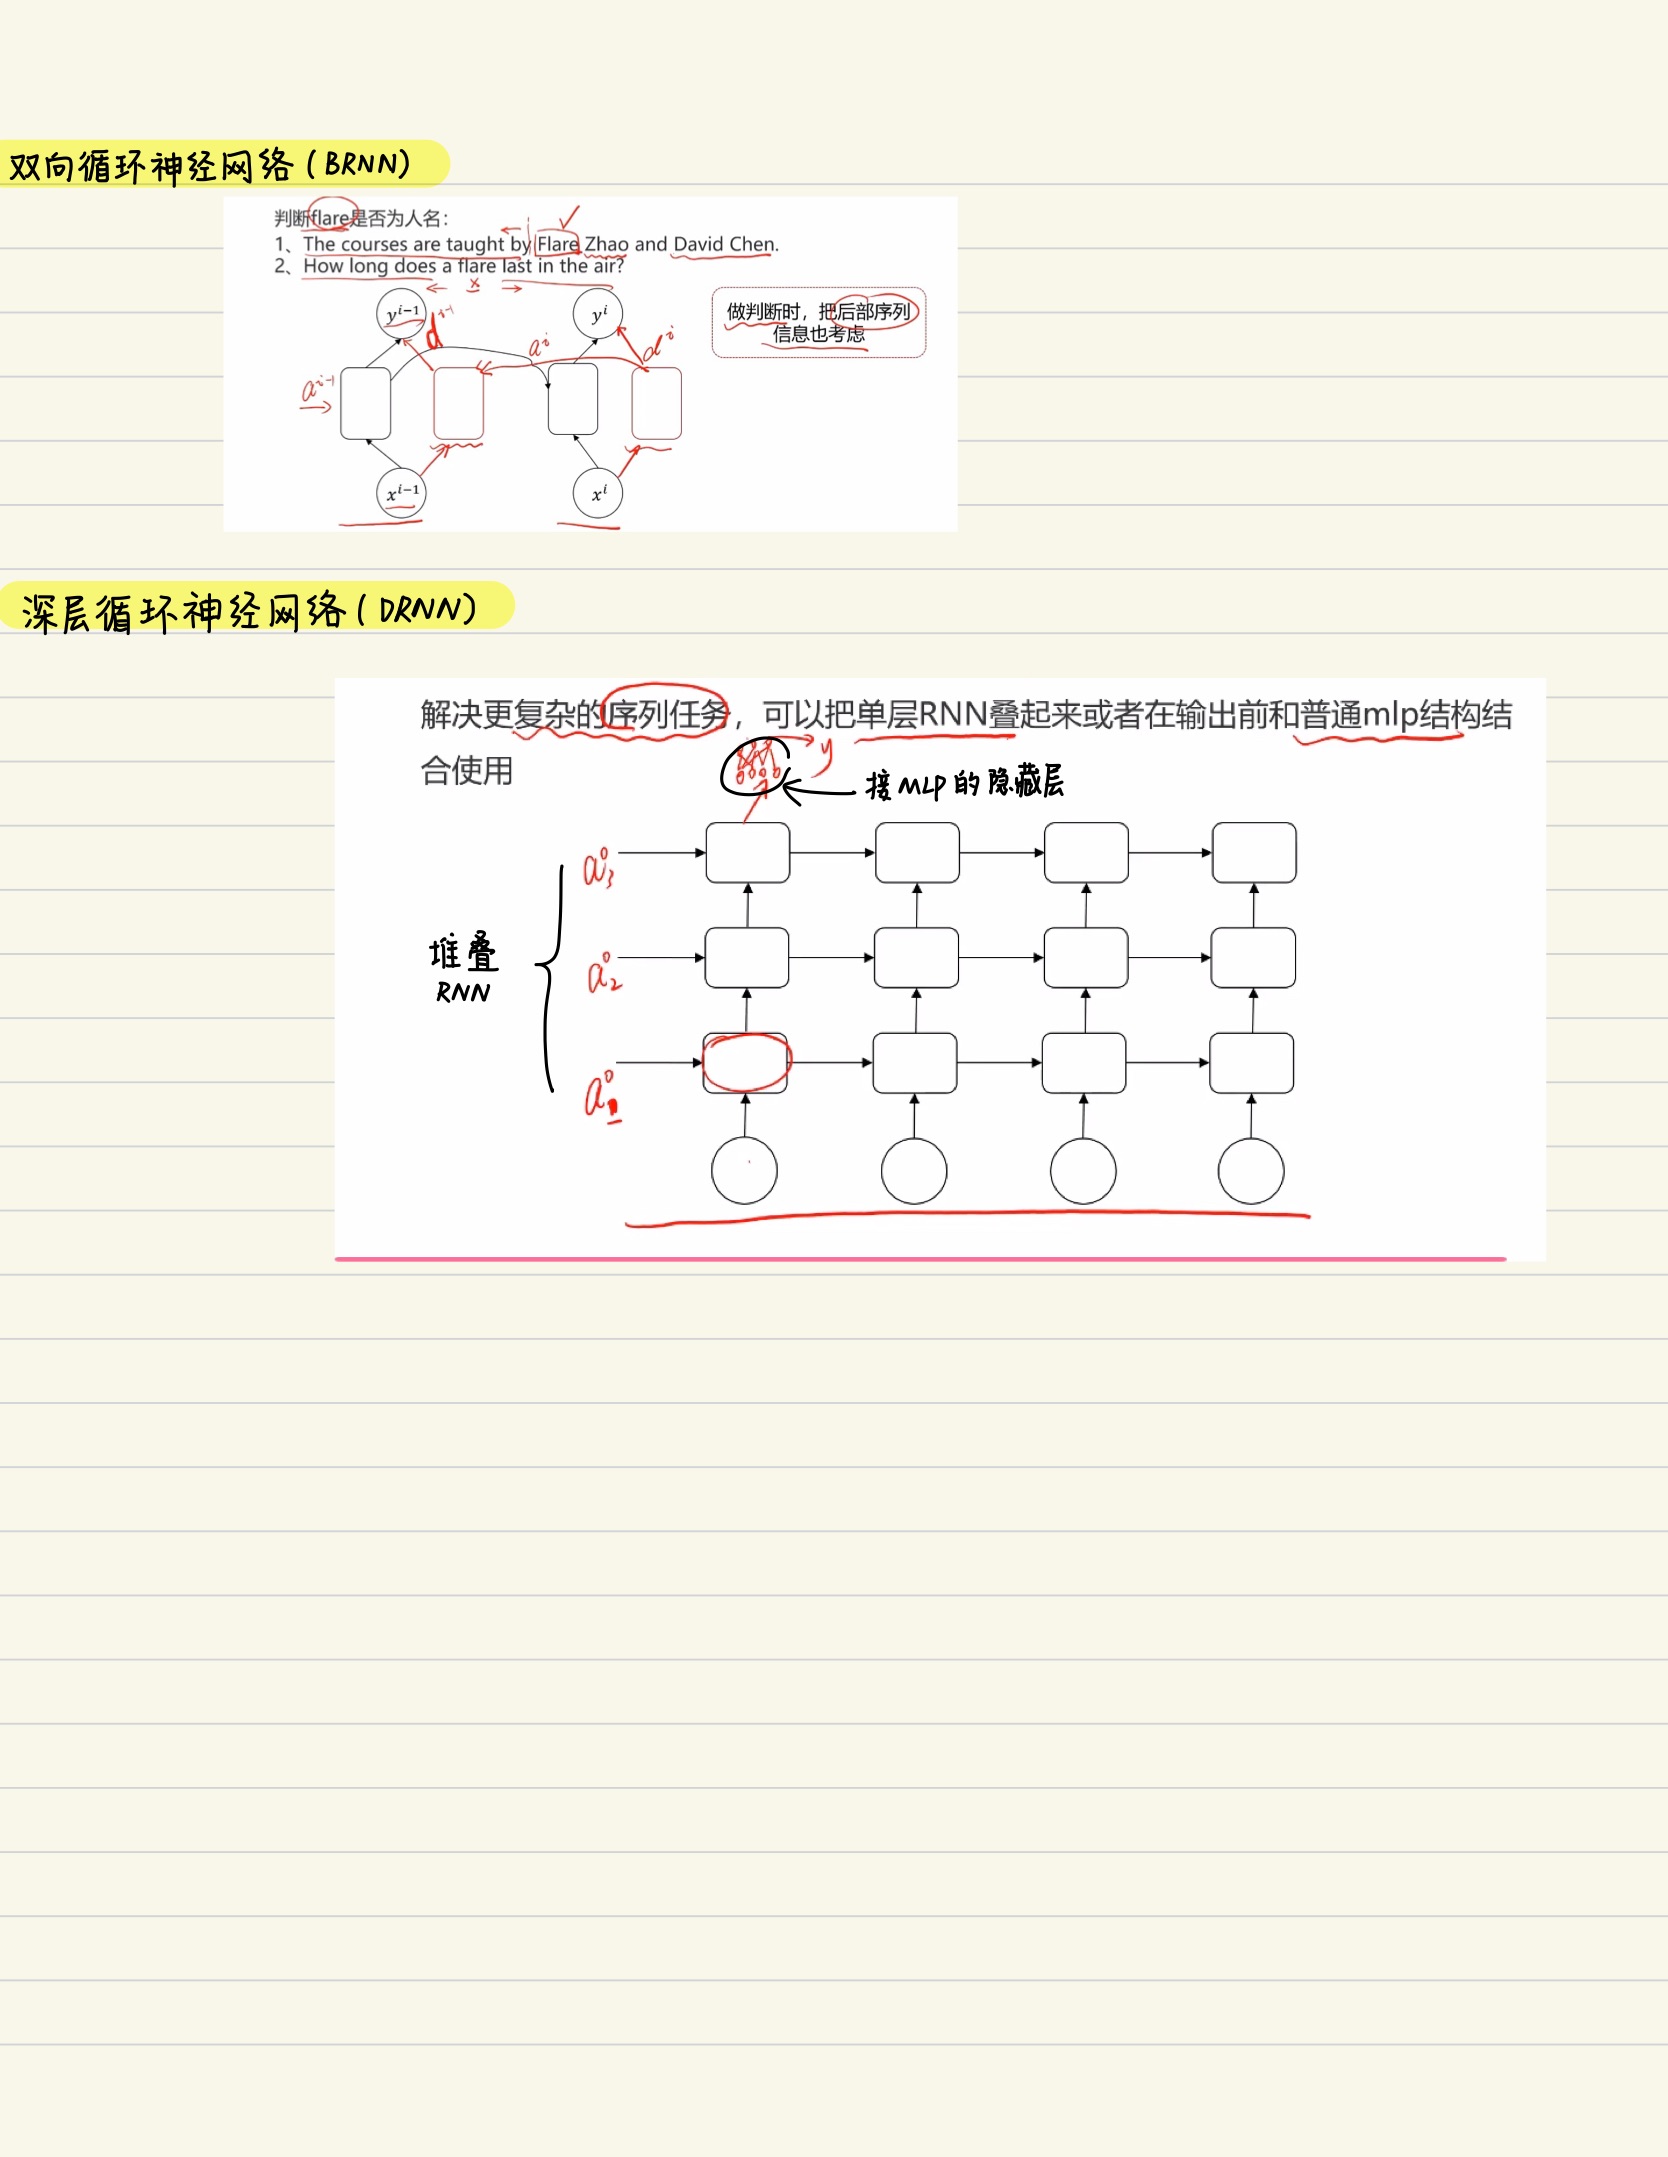 双向循环神经网络(BRNN)
判断flare是否为人名：
1、The courses are taught by Flare Zhao and David Chen.
2、How long does a flare last in the air?
x
y^{i-1}
d^{i-1}
y^i
a^i
d^i
做判断时，把后部序列
信息也考虑
a^{i-1}
x^{i-1}
x^i
深层循环神经网络(DRNN)
解决更复杂的序列任务，可以把单层RNN叠起来或者在输出前和普通mlp结构结
合使用
y
接MLP的隐藏层
a_3^0
堆叠
RNN
a_2^0